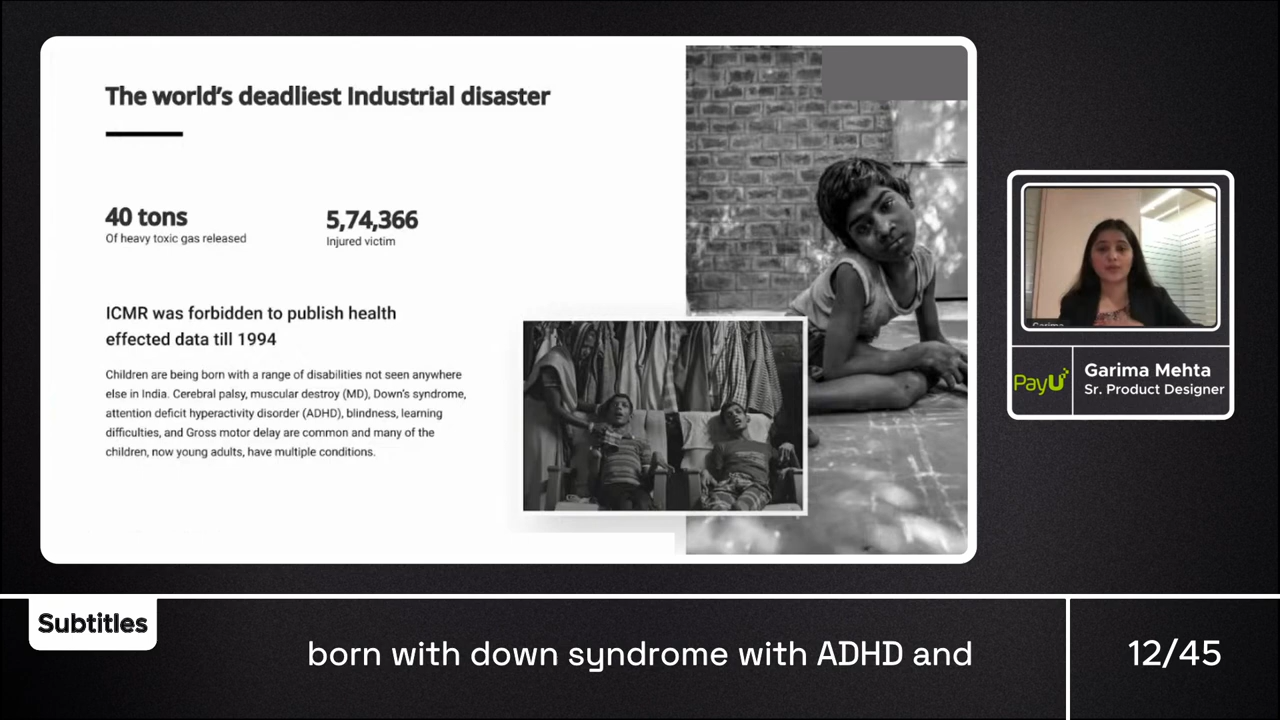 The world's deadliest Industrial disaster
40 tons
Of heavy toxic gas released
5,74,366
Injured victim
ICMR was forbidden to publish health
effected data till 1994
Children are being born with a range of disabilities not seen anywhere
else in India. Cerebral palsy, muscular destroy (MD), Down's syndrome,
attention deficit hyperactivity disorder (ADHD), blindness, learning
difficulties, and Gross motor delay are common and many of the
children, now young adults, have multiple conditions.
PayU
Garima Mehta
Sr. Product Designer
Subtitles
born with down syndrome with ADHD and
12/45